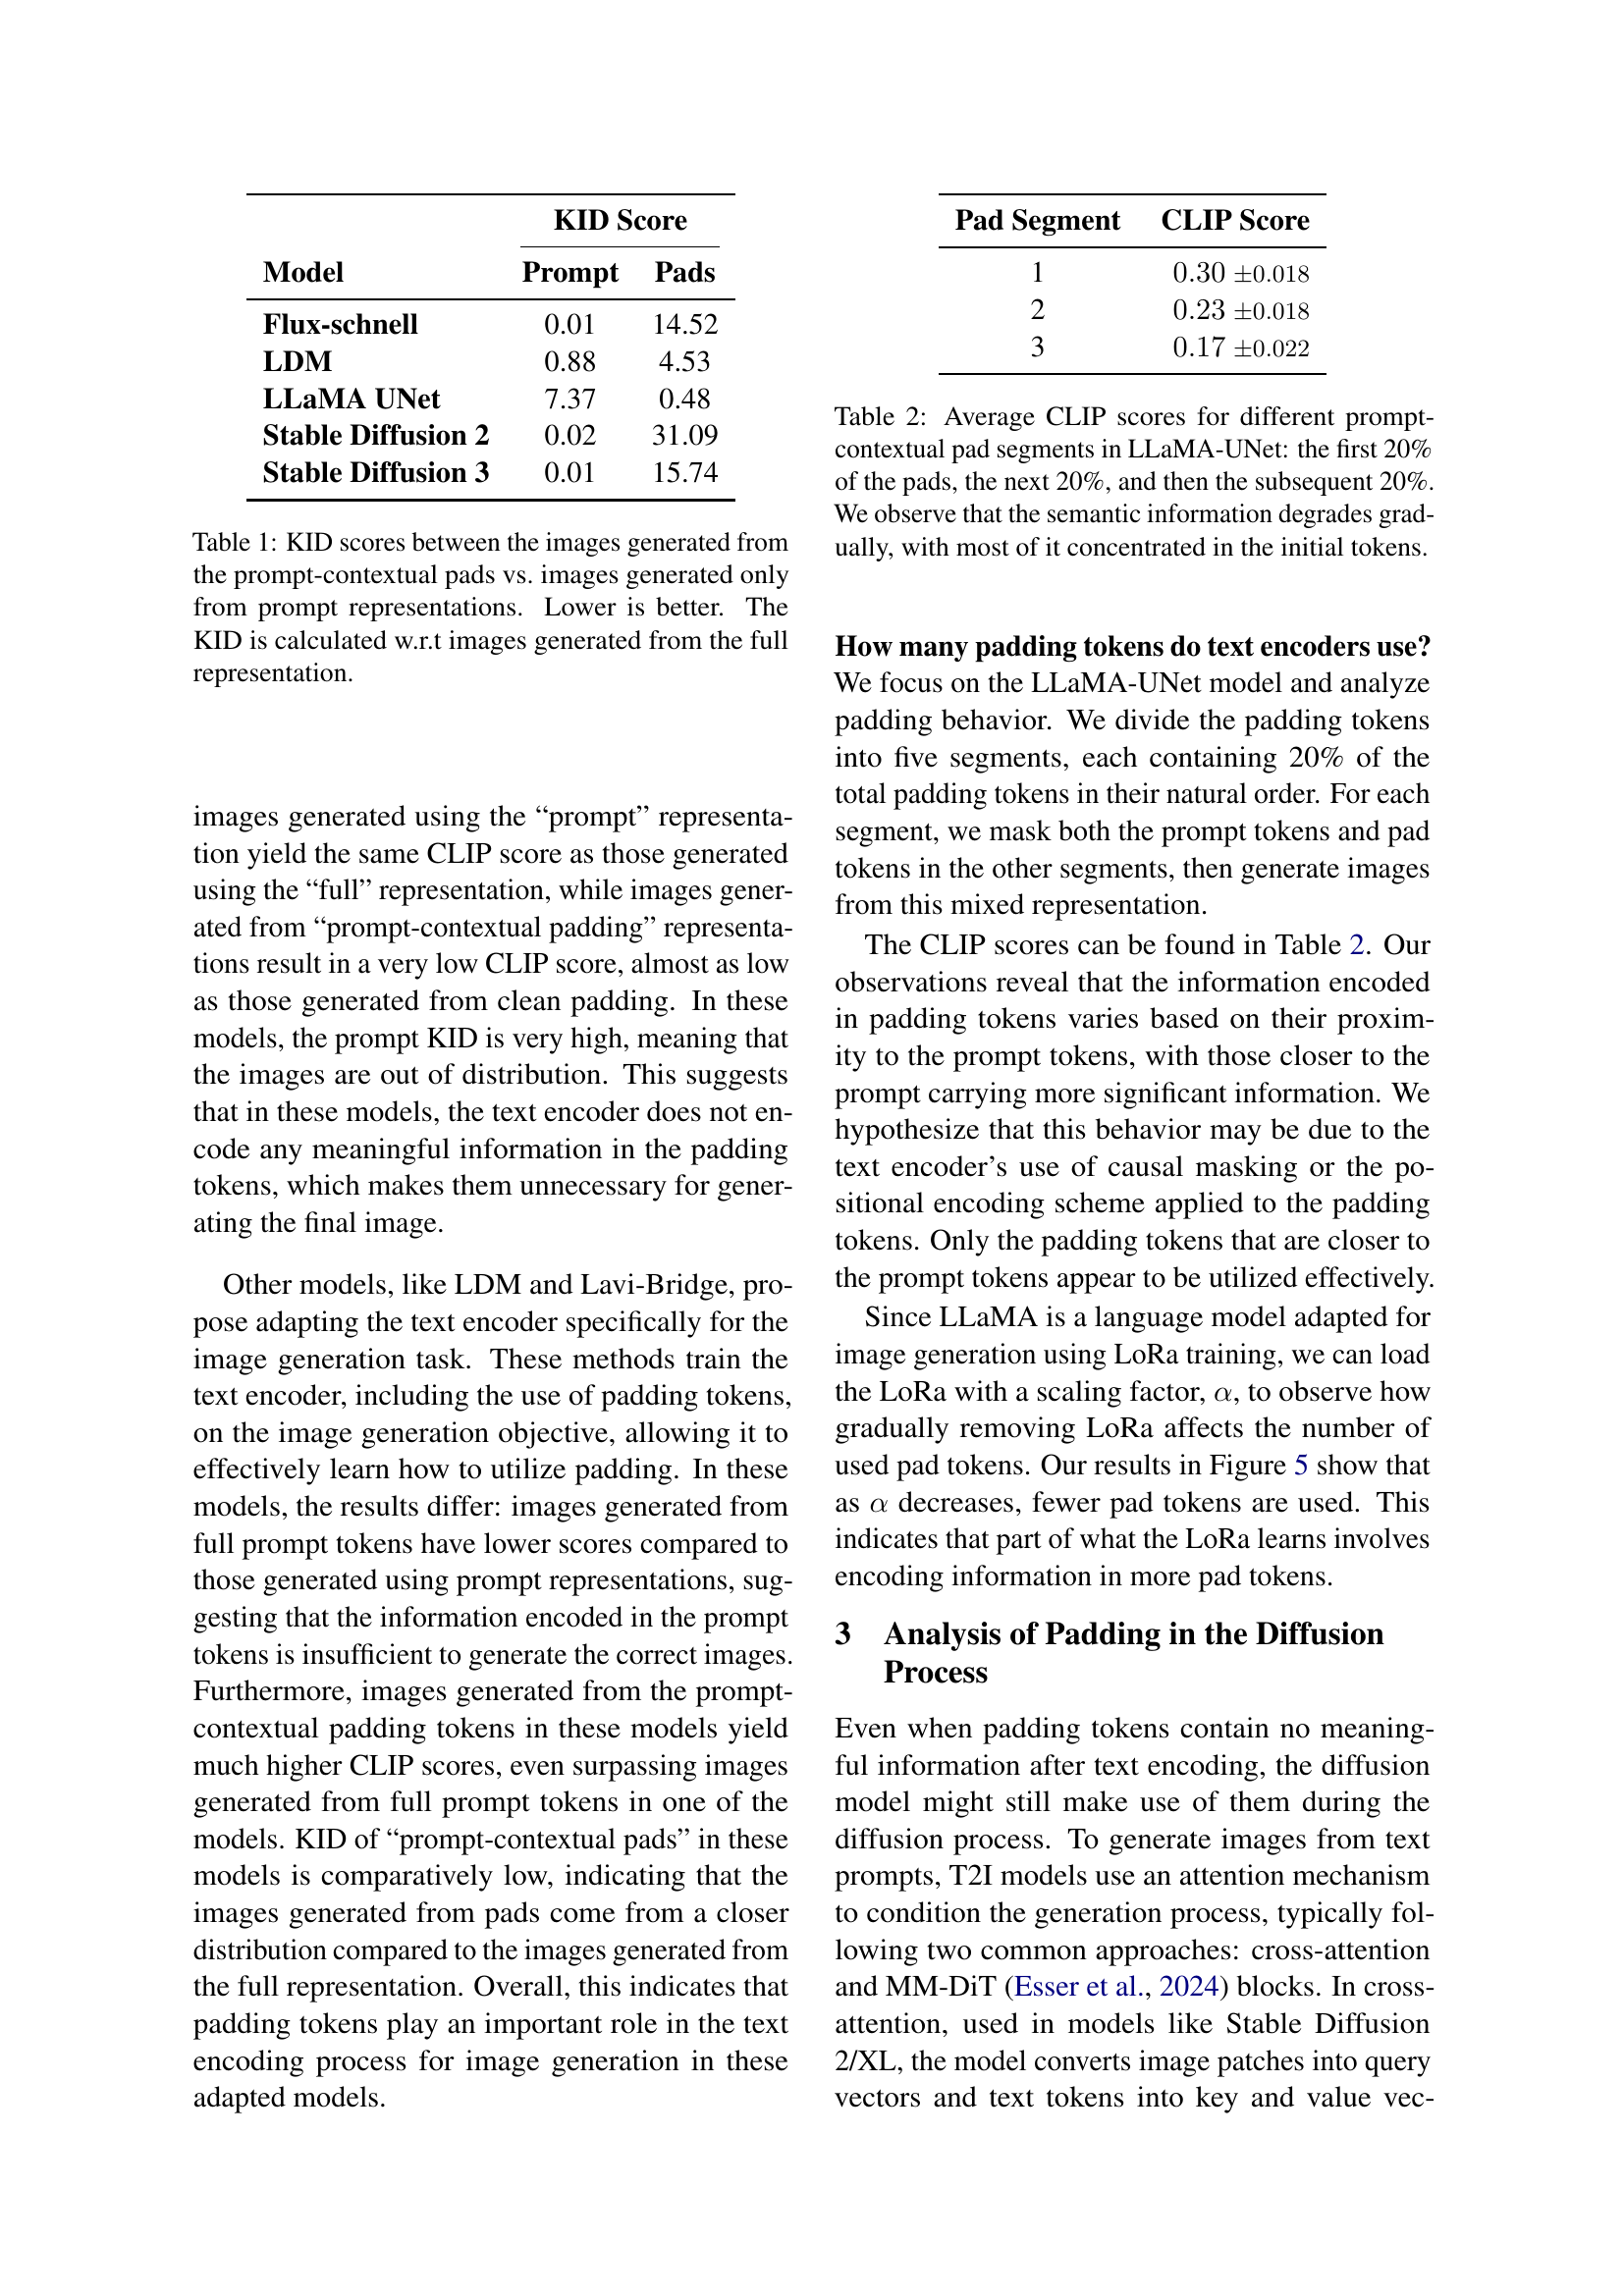 KID Score
Model Prompt Pads
Flux-schnell 0.01 14.52
LDM 0.88 4.53
LLaMA UNet 7.37 0.48
Stable Diffusion 2 0.02 31.09
Stable Diffusion 3 0.01 15.74
Table 1: KID scores between the images generated from
the prompt-contextual pads vs. images generated only
from prompt representations. Lower is better. The
KID is calculated w.r.t images generated from the full
representation.
images generated using the “prompt” representa-
tion yield the same CLIP score as those generated
using the “full” representation, while images gener-
ated from “prompt-contextual padding” representa-
tions result in a very low CLIP score, almost as low
as those generated from clean padding. In these
models, the prompt KID is very high, meaning that
the images are out of distribution. This suggests
that in these models, the text encoder does not en-
code any meaningful information in the padding
tokens, which makes them unnecessary for gener-
ating the final image.
Other models, like LDM and Lavi-Bridge, pro-
pose adapting the text encoder specifically for the
image generation task. These methods train the
text encoder, including the use of padding tokens,
on the image generation objective, allowing it to
effectively learn how to utilize padding. In these
models, the results differ: images generated from
full prompt tokens have lower scores compared to
those generated using prompt representations, sug-
gesting that the information encoded in the prompt
tokens is insufficient to generate the correct images.
Furthermore, images generated from the prompt-
contextual padding tokens in these models yield
much higher CLIP scores, even surpassing images
generated from full prompt tokens in one of the
models. KID of “prompt-contextual pads” in these
models is comparatively low, indicating that the
images generated from pads come from a closer
distribution compared to the images generated from
the full representation. Overall, this indicates that
padding tokens play an important role in the text
encoding process for image generation in these
adapted models.
Pad Segment CLIP Score
1 0.30 ±0.018
2 0.23 ±0.018
3 0.17 ±0.022
Table 2: Average CLIP scores for different prompt-
contextual pad segments in LLaMA-UNet: the first 20%
of the pads, the next 20%, and then the subsequent 20%.
We observe that the semantic information degrades grad-
ually, with most of it concentrated in the initial tokens.
How many padding tokens do text encoders use?
We focus on the LLaMA-UNet model and analyze
padding behavior. We divide the padding tokens
into five segments, each containing 20% of the
total padding tokens in their natural order. For each
segment, we mask both the prompt tokens and pad
tokens in the other segments, then generate images
from this mixed representation.
The CLIP scores can be found in Table 2. Our
observations reveal that the information encoded
in padding tokens varies based on their proxim-
ity to the prompt tokens, with those closer to the
prompt carrying more significant information. We
hypothesize that this behavior may be due to the
text encoder’s use of causal masking or the po-
sitional encoding scheme applied to the padding
tokens. Only the padding tokens that are closer to
the prompt tokens appear to be utilized effectively.
Since LLaMA is a language model adapted for
image generation using LoRa training, we can load
the LoRa with a scaling factor, α, to observe how
gradually removing LoRa affects the number of
used pad tokens. Our results in Figure 5 show that
as α decreases, fewer pad tokens are used. This
indicates that part of what the LoRa learns involves
encoding information in more pad tokens.
3 Analysis of Padding in the Diffusion
Process
Even when padding tokens contain no meaning-
ful information after text encoding, the diffusion
model might still make use of them during the
diffusion process. To generate images from text
prompts, T2I models use an attention mechanism
to condition the generation process, typically fol-
lowing two common approaches: cross-attention
and MM-DiT (Esser et al., 2024) blocks. In cross-
attention, used in models like Stable Diffusion
2/XL, the model converts image patches into query
vectors and text tokens into key and value vec-